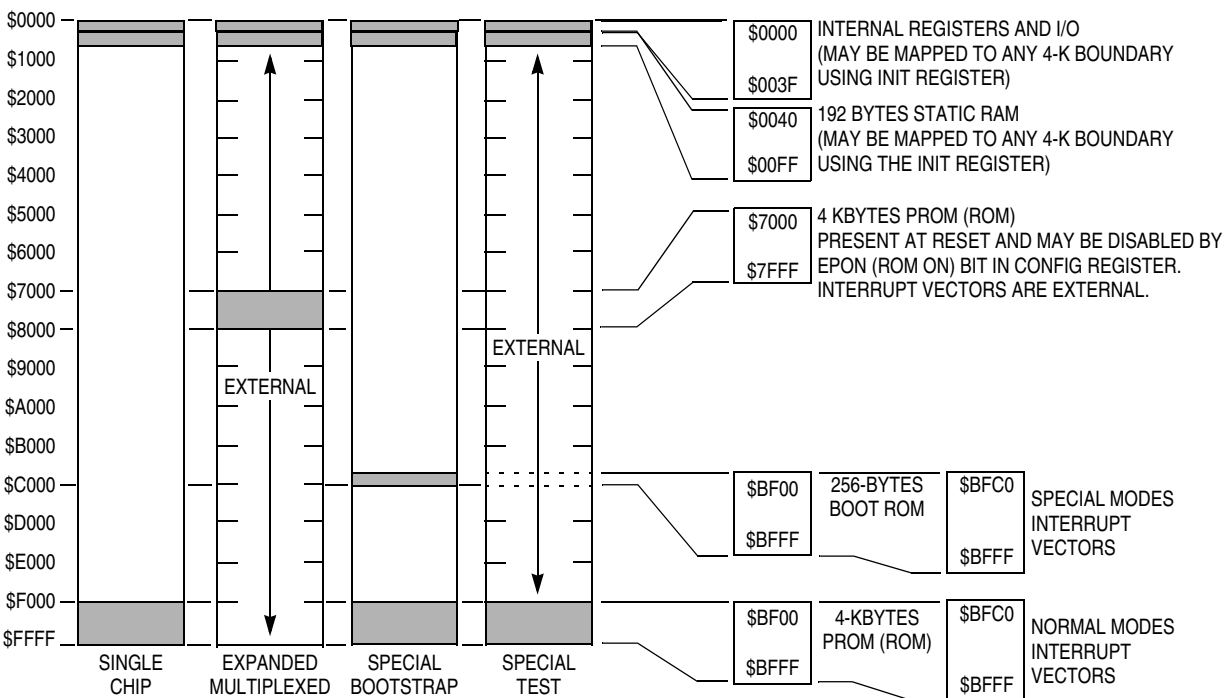 $0000
$1000
$2000
$3000
$4000
$5000
$6000
$7000
$8000
$9000
$A000
$B000
$C000
$D000
$E000
$F000
$FFFF
EXTERNAL
EXTERNAL
SINGLE
CHIP
EXPANDED
MULTIPLEXED
SPECIAL
BOOTSTRAP
SPECIAL
TEST
$0000
$003F
INTERNAL REGISTERS AND I/O
(MAY BE MAPPED TO ANY 4-K BOUNDARY
USING INIT REGISTER)
$0040
$00FF
192 BYTES STATIC RAM
(MAY BE MAPPED TO ANY 4-K BOUNDARY
USING THE INIT REGISTER)
$7000
$7FFF
4 KBYTES PROM (ROM)
PRESENT AT RESET AND MAY BE DISABLED BY
EPON (ROM ON) BIT IN CONFIG REGISTER.
INTERRUPT VECTORS ARE EXTERNAL.
$BF00
$BFFF
256-BYTES
BOOT ROM
$BFC0
$BFFF
SPECIAL MODES
INTERRUPT
VECTORS
$BF00
$BFFF
4-KBYTES
PROM (ROM)
$BFC0
$BFFF
NORMAL MODES
INTERRUPT
VECTORS